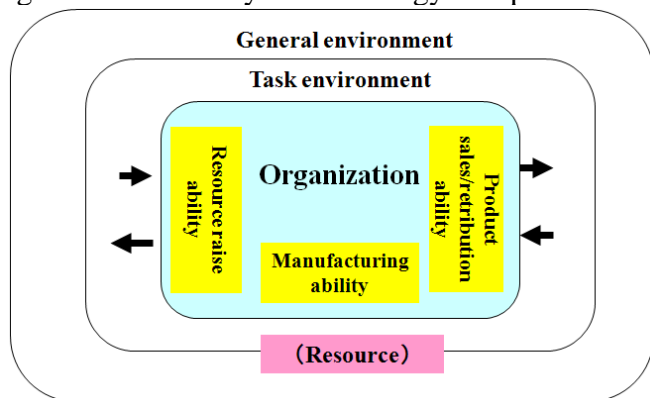 General environment
Task environment
Resource raise
ability
Organization
Product
sales/retribution
ability
Manufacturing
ability
（Resource）